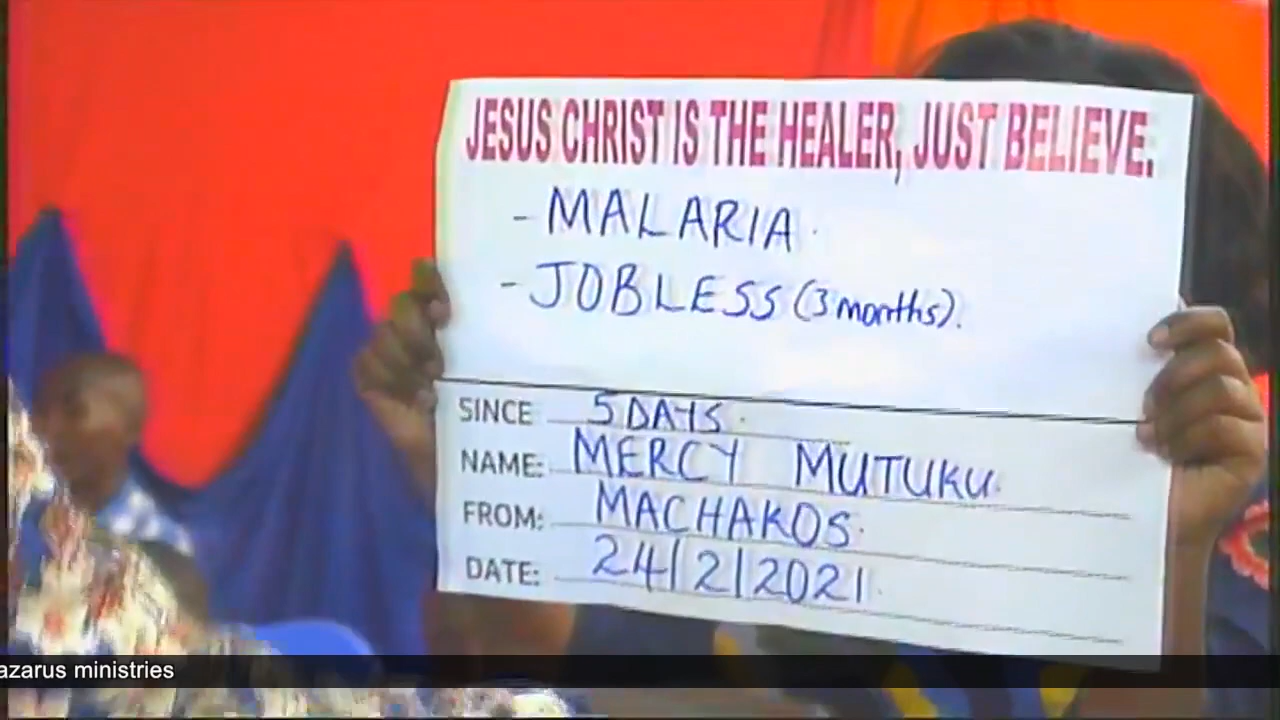 JESUS CHRIST IS THE HEALER, JUST BELIEVE.
- MALARIA.
- JOBLESS (3 months).
SINCE 5 DAYS.
NAME: MERCY MUTUKU.
FROM: MACHAKOS.
DATE: 24/2/2021.
azarus ministries